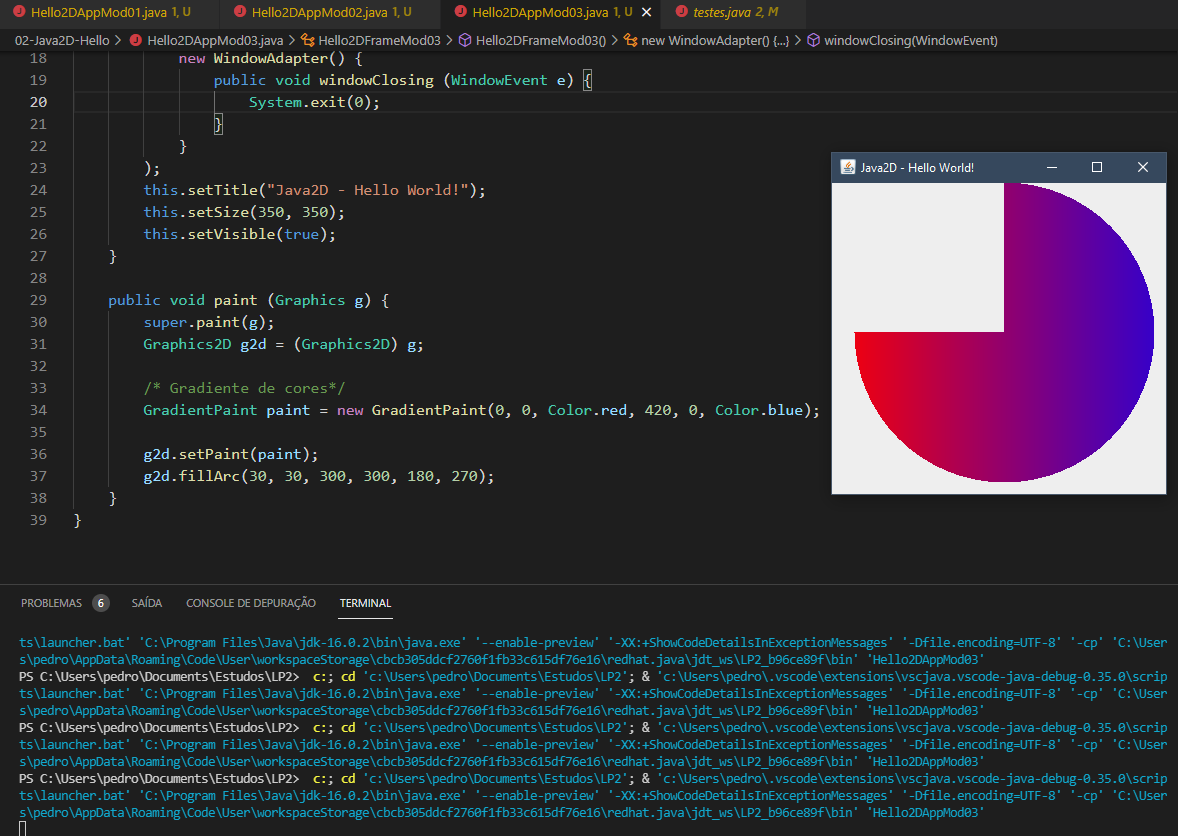 Hello2DAppMod01.java 1, U Hello2DAppMod02.java 1, U Hello2DAppMod03.java 1, U testes.java 2, M
02-Java2D-Hello > Hello2DAppMod03.java > Hello2DFrameMod03 > Hello2DFrameMod03() > new WindowAdapter() {...} > windowClosing(WindowEvent)
18 new WindowAdapter() {
19 public void windowClosing (WindowEvent e) {
20 System.exit(0);
21 }
22 }
23 );
24 this.setTitle("Java2D - Hello World!");
25 this.setSize(350, 350);
26 this.setVisible(true);
27 }
28
29 public void paint (Graphics g) {
30 super.paint(g);
31 Graphics2D g2d = (Graphics2D) g;
32
33 /* Gradiente de cores*/
34 GradientPaint paint = new GradientPaint(0, 0, Color.red, 420, 0, Color.blue);
35
36 g2d.setPaint(paint);
37 g2d.fillArc(30, 30, 300, 300, 180, 270);
38 }
39 }
Java2D - Hello World!
PROBLEMAS 6 SAÍDA CONSOLE DE DEPURAÇÃO TERMINAL
ts\launcher.bat' 'C:\Program Files\Java\jdk-16.0.2\bin\java.exe' '--enable-preview' '-XX:+ShowCodeDetailsInExceptionMessages' '-Dfile.encoding=UTF-8' '-cp' 'C:\User
s\pedro\AppData\Roaming\Code\User\workspaceStorage\cbcb305ddcf2760f1fb33c615df76e16\redhat.java\jdt_ws\LP2_b96ce89f\bin' 'Hello2DAppMod03'
PS C:\Users\pedro\Documents\Estudos\LP2> c:; cd 'c:\Users\pedro\Documents\Estudos\LP2'; & 'c:\Users\pedro\.vscode\extensions\vscjava.vscode-java-debug-0.35.0\scrip
ts\launcher.bat' 'C:\Program Files\Java\jdk-16.0.2\bin\java.exe' '--enable-preview' '-XX:+ShowCodeDetailsInExceptionMessages' '-Dfile.encoding=UTF-8' '-cp' 'C:\User
s\pedro\AppData\Roaming\Code\User\workspaceStorage\cbcb305ddcf2760f1fb33c615df76e16\redhat.java\jdt_ws\LP2_b96ce89f\bin' 'Hello2DAppMod03'
PS C:\Users\pedro\Documents\Estudos\LP2> c:; cd 'c:\Users\pedro\Documents\Estudos\LP2'; & 'c:\Users\pedro\.vscode\extensions\vscjava.vscode-java-debug-0.35.0\scrip
ts\launcher.bat' 'C:\Program Files\Java\jdk-16.0.2\bin\java.exe' '--enable-preview' '-XX:+ShowCodeDetailsInExceptionMessages' '-Dfile.encoding=UTF-8' '-cp' 'C:\User
s\pedro\AppData\Roaming\Code\User\workspaceStorage\cbcb305ddcf2760f1fb33c615df76e16\redhat.java\jdt_ws\LP2_b96ce89f\bin' 'Hello2DAppMod03'
PS C:\Users\pedro\Documents\Estudos\LP2> c:; cd 'c:\Users\pedro\Documents\Estudos\LP2'; & 'c:\Users\pedro\.vscode\extensions\vscjava.vscode-java-debug-0.35.0\scrip
ts\launcher.bat' 'C:\Program Files\Java\jdk-16.0.2\bin\java.exe' '--enable-preview' '-XX:+ShowCodeDetailsInExceptionMessages' '-Dfile.encoding=UTF-8' '-cp' 'C:\User
s\pedro\AppData\Roaming\Code\User\workspaceStorage\cbcb305ddcf2760f1fb33c615df76e16\redhat.java\jdt_ws\LP2_b96ce89f\bin' 'Hello2DAppMod03'